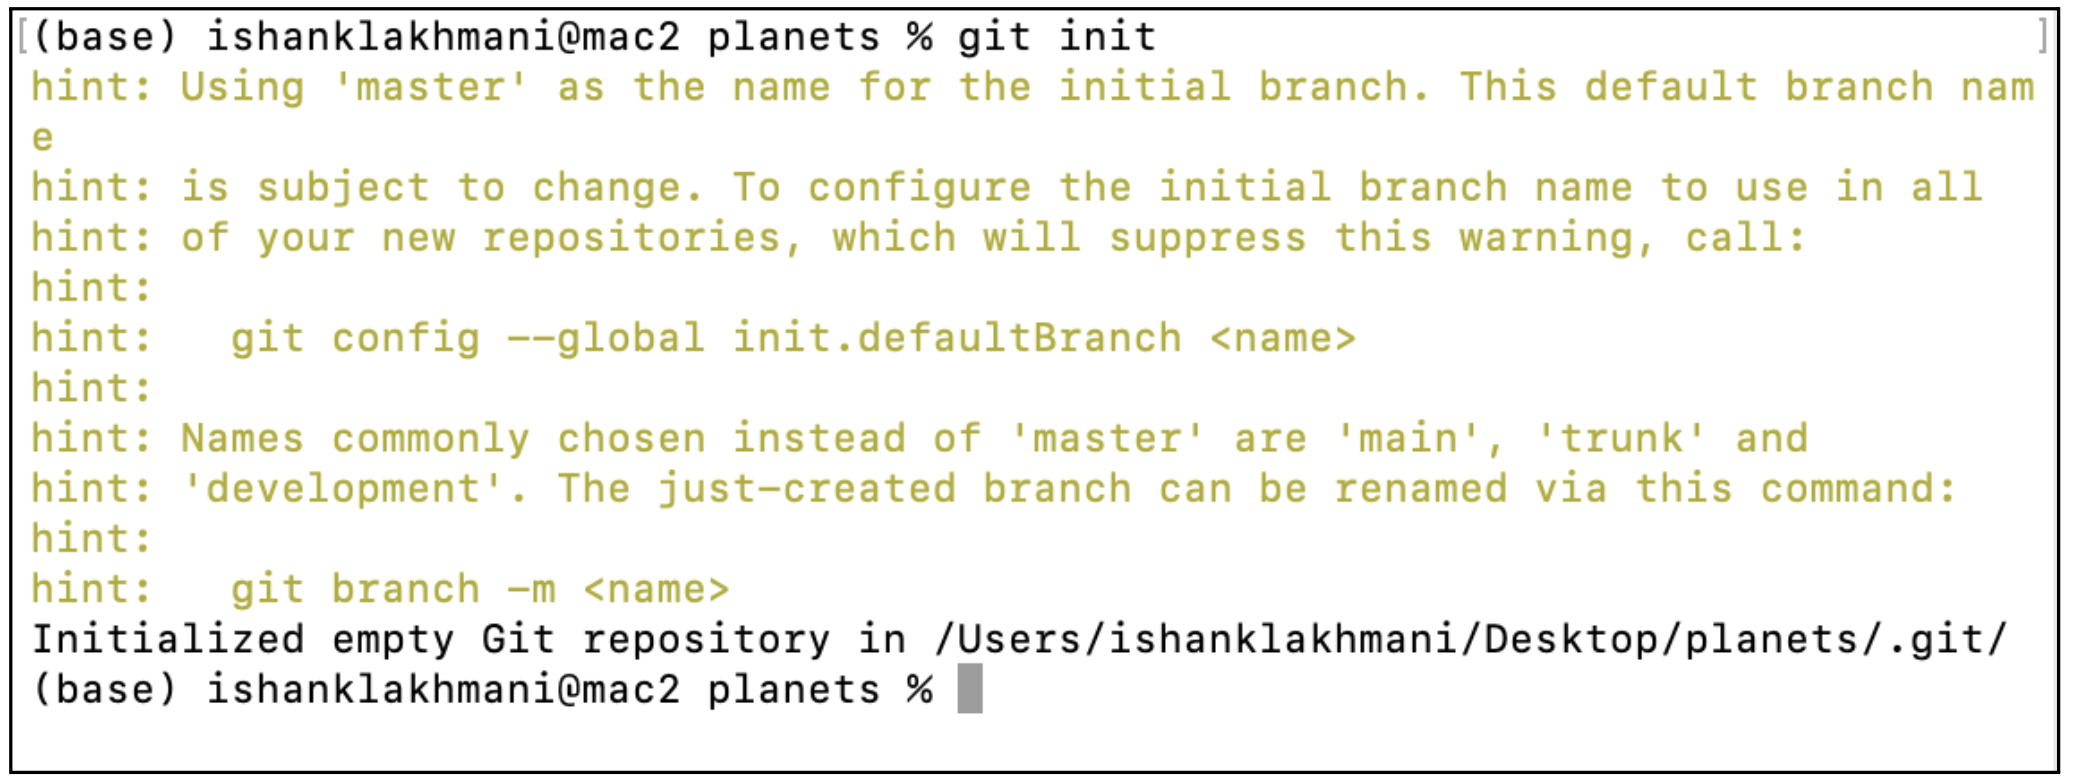 [(base) ishanklakhmani@mac2 planets % git init ]
hint: Using 'master' as the name for the initial branch. This default branch nam
e
hint: is subject to change. To configure the initial branch name to use in all
hint: of your new repositories, which will suppress this warning, call:
hint:
hint:   git config --global init.defaultBranch <name>
hint:
hint: Names commonly chosen instead of 'master' are 'main', 'trunk' and
hint: 'development'. The just-created branch can be renamed via this command:
hint:
hint:   git branch -m <name>
Initialized empty Git repository in /Users/ishanklakhmani/Desktop/planets/.git/
(base) ishanklakhmani@mac2 planets %